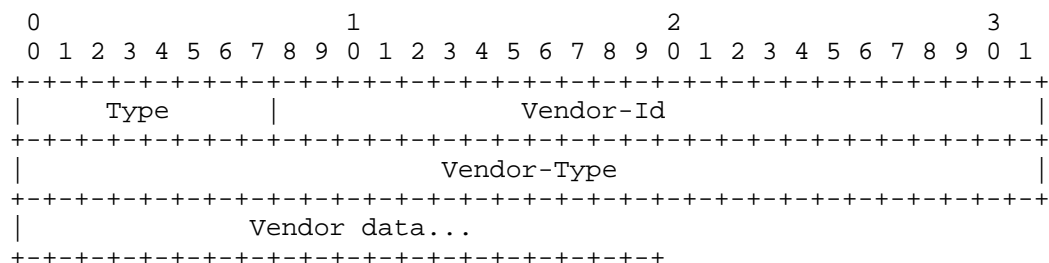 0                   1                   2                   3
 0 1 2 3 4 5 6 7 8 9 0 1 2 3 4 5 6 7 8 9 0 1 2 3 4 5 6 7 8 9 0 1
+-+-+-+-+-+-+-+-+-+-+-+-+-+-+-+-+-+-+-+-+-+-+-+-+-+-+-+-+-+-+-+-+
|     Type      |               Vendor-Id                       |
+-+-+-+-+-+-+-+-+-+-+-+-+-+-+-+-+-+-+-+-+-+-+-+-+-+-+-+-+-+-+-+-+
|                          Vendor-Type                          |
+-+-+-+-+-+-+-+-+-+-+-+-+-+-+-+-+-+-+-+-+-+-+-+-+-+-+-+-+-+-+-+-+
|              Vendor data...
+-+-+-+-+-+-+-+-+-+-+-+-+-+-+-+-+-+-+-+-+